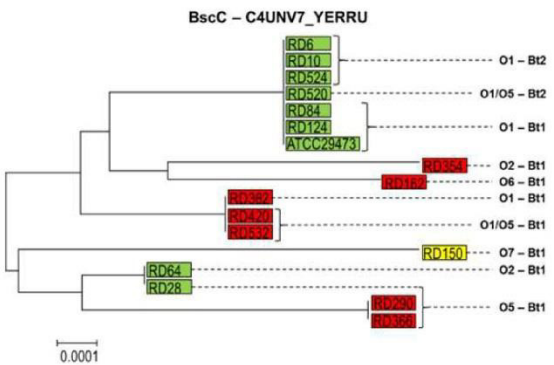 BscC – C4UNV7_YERRU
RD6
RD10 O1 – Bt2
RD524
RD520 O1/O5 – Bt2
RD84
RD124 O1 – Bt1
ATCC29473
RD354 O2 – Bt1
RD162 O6 – Bt1
RD382 O1 – Bt1
RD420 O1/O5 – Bt1
RD532
RD150 O7 – Bt1
RD64 O2 – Bt1
RD28
RD290 O5 – Bt1
RD366
0.0001